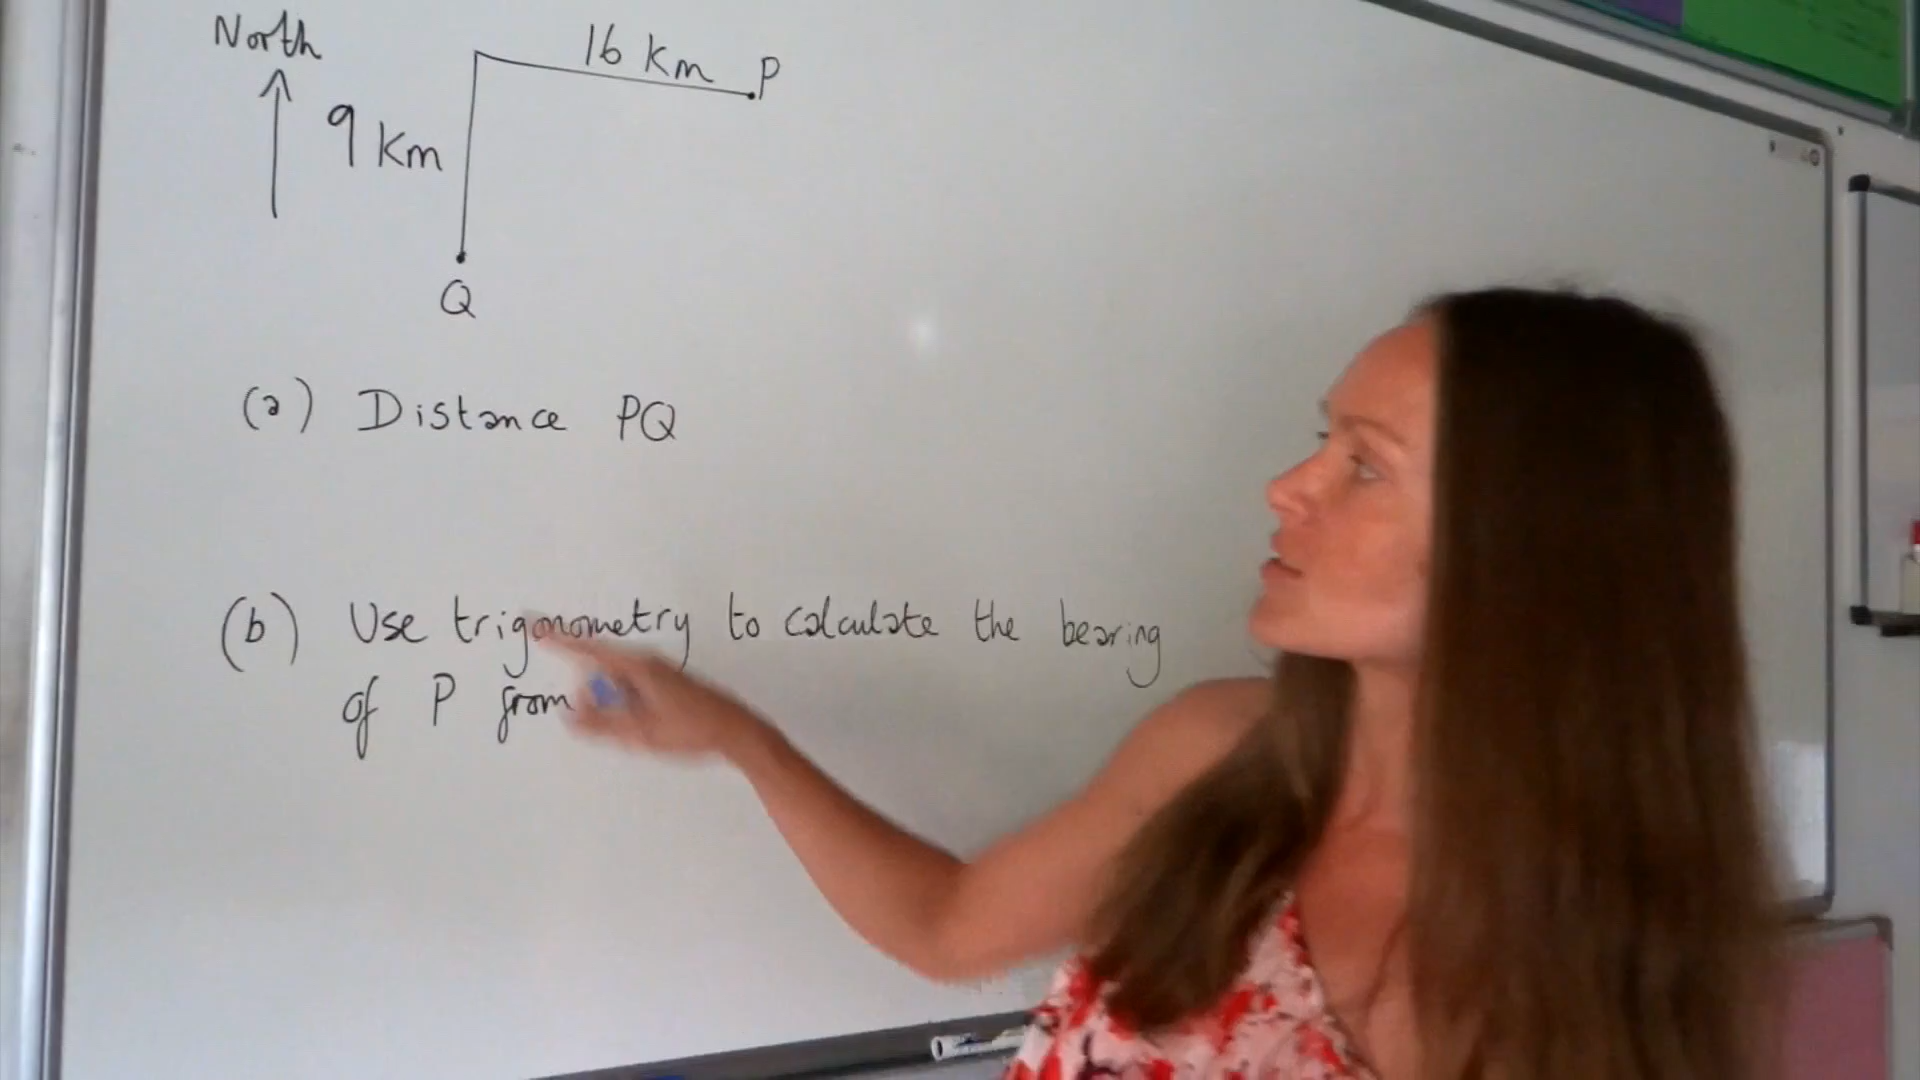 North
16 km P
9 km
Q
(a) Distance PQ
(b) Use trigonometry to calculate the bearing
of P from